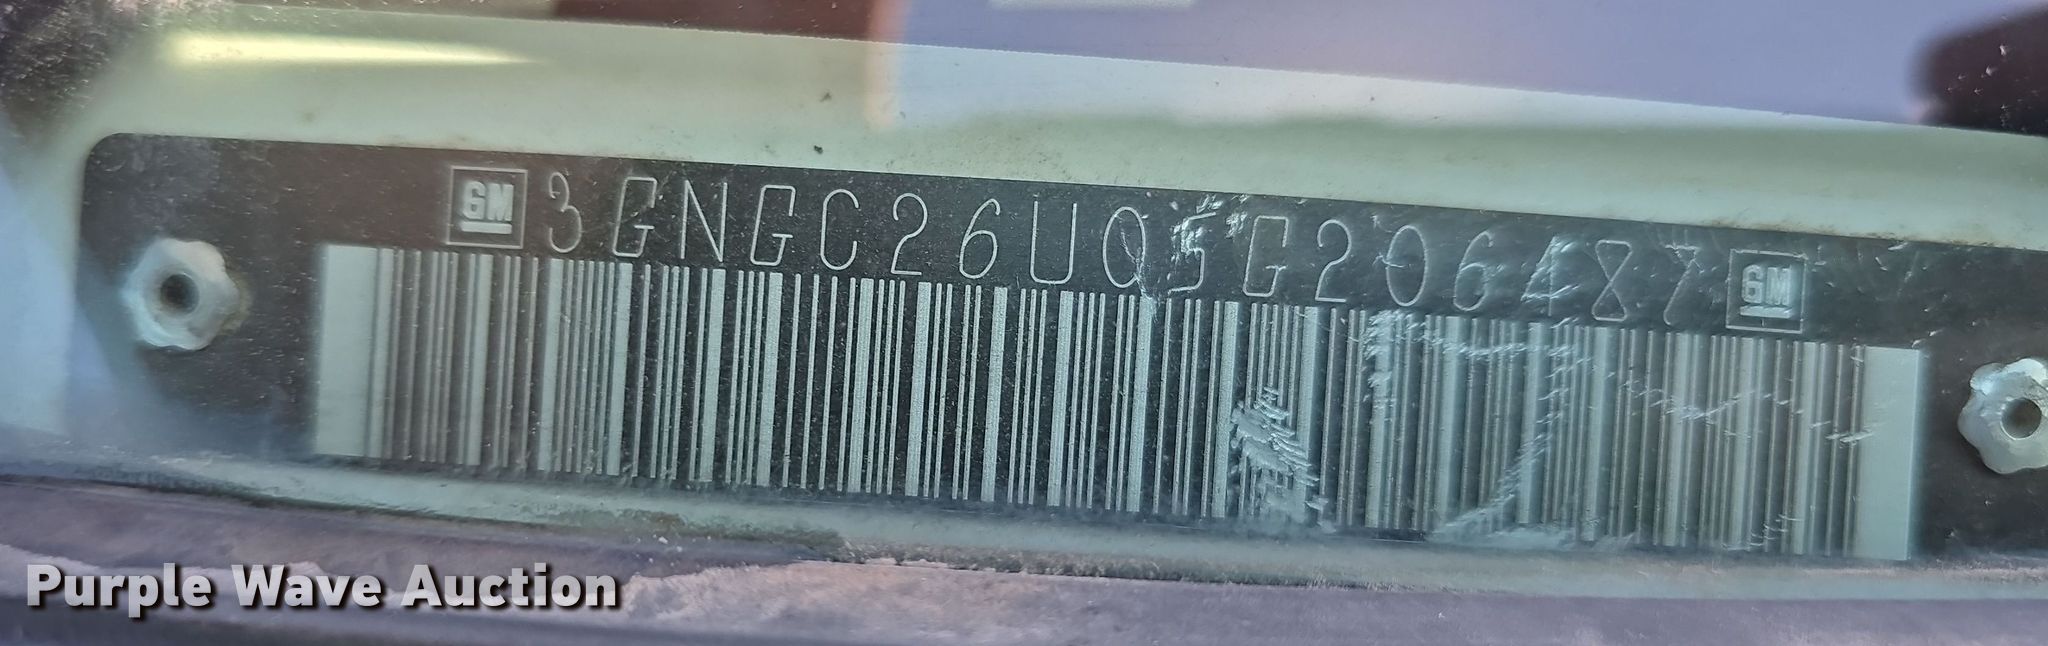 GM 3GNGC26U05G206487 GM
Purple Wave Auction